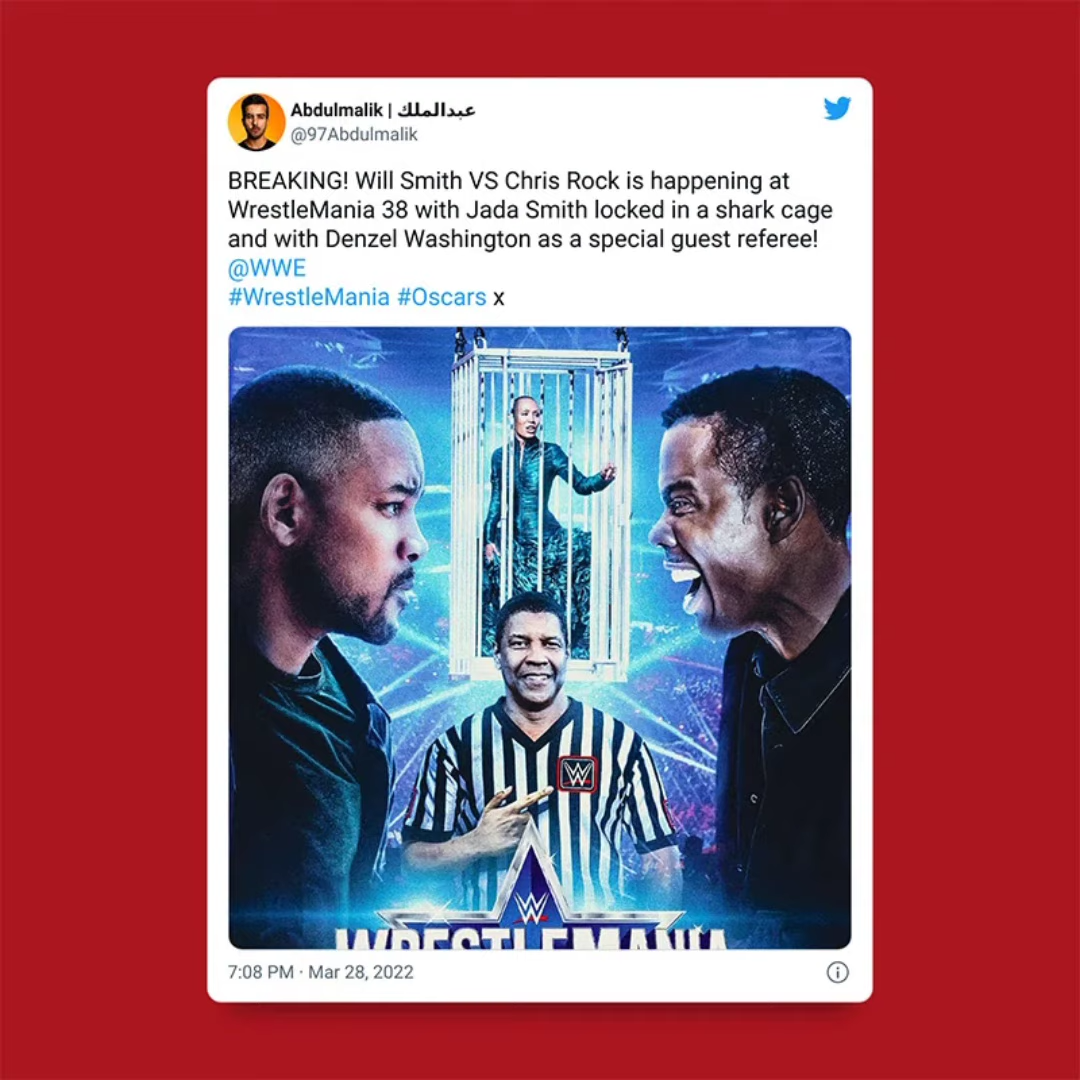 Abdulmalik | عبدالملك
@97Abdulmalik
BREAKING! Will Smith VS Chris Rock is happening at
WrestleMania 38 with Jada Smith locked in a shark cage
and with Denzel Washington as a special guest referee!
@WWE
#WrestleMania #Oscars x
W
W
WRESTLEMANIA
7:08 PM · Mar 28, 2022